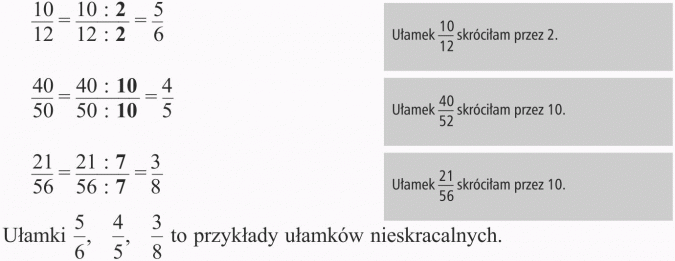 10/12 = 10 : 2/12 : 2 = 5/6
Ułamek 10/12 skróciłam przez 2.
40/50 = 40 : 10/50 : 10 = 4/5
Ułamek 40/52 skróciłam przez 10.
21/56 = 21 : 7/56 : 7 = 3/8
Ułamek 21/56 skróciłam przez 10.
Ułamki 5/6, 4/5, 3/8 to przykłady ułamków nieskracalnych.